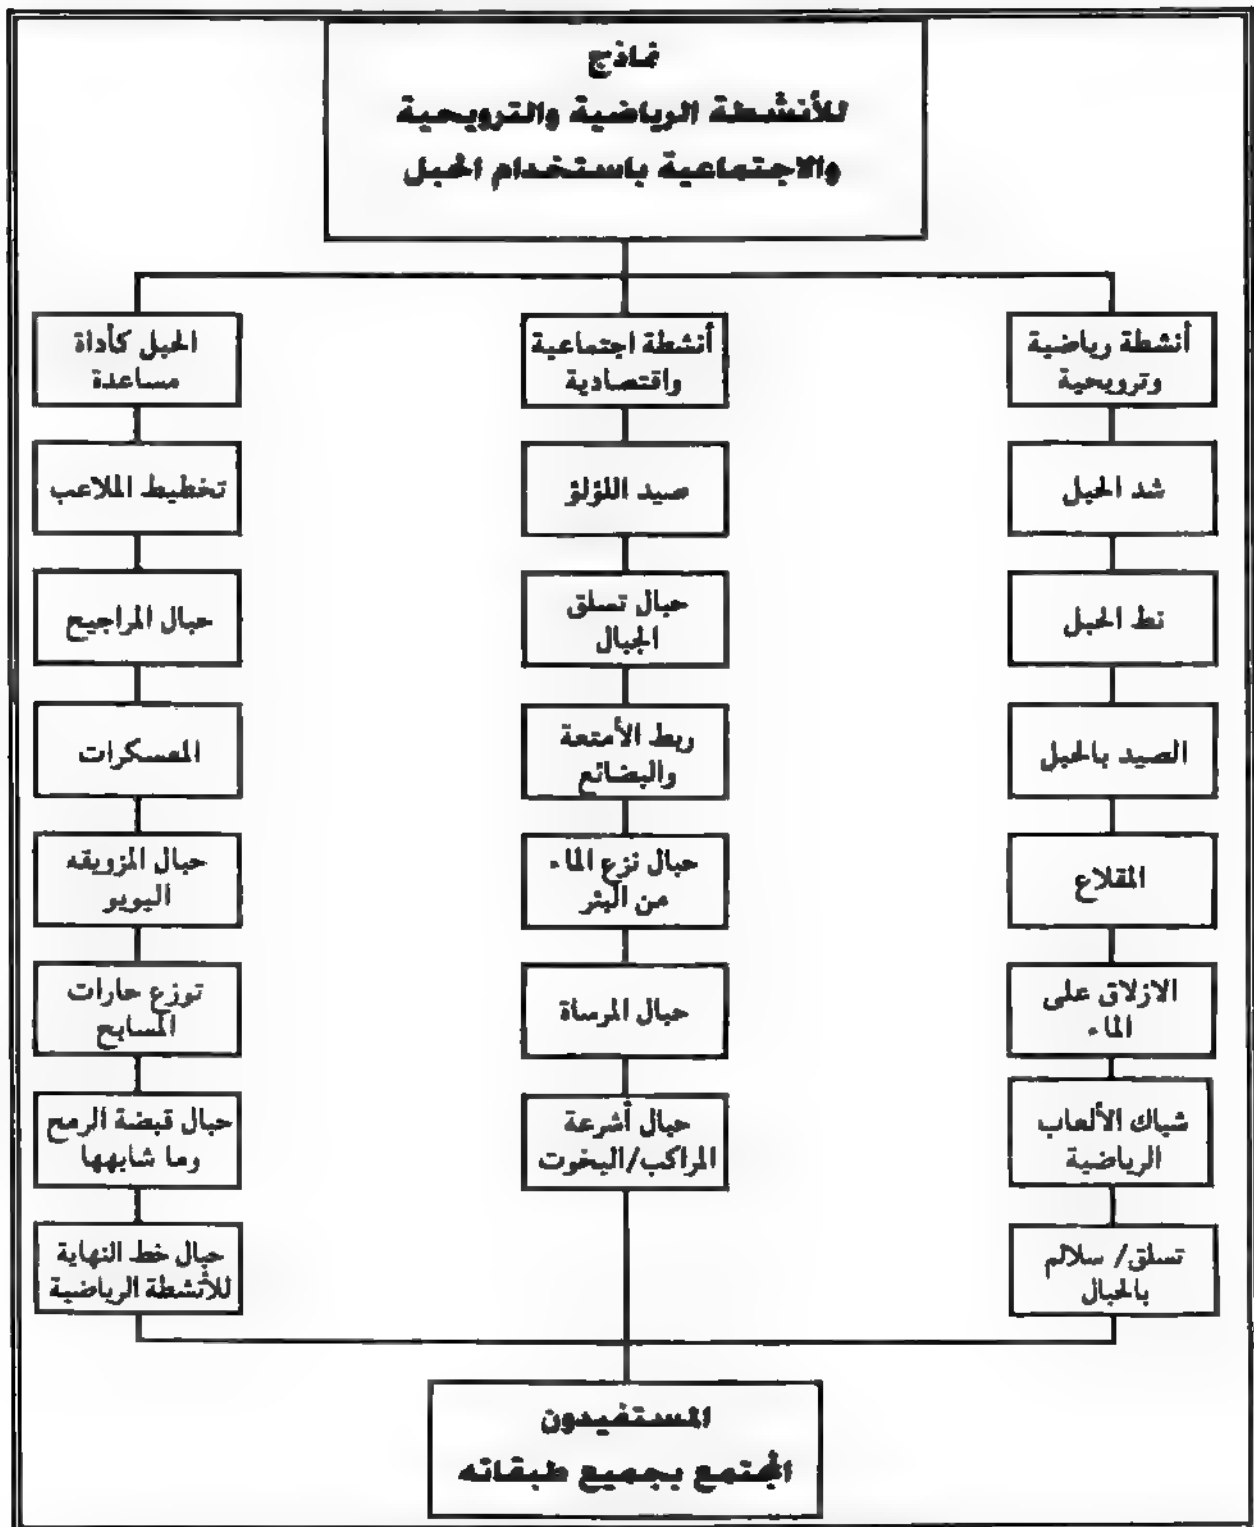 نماذج
للأنشطة الرياضية والترويحية
والاجتماعية باستخدام الحبل
أنشطة رياضية
وترويحية
شد الحبل
نط الحبل
الصيد بالحبل
المقلاع
الازلاق على
الماء
شباك الألعاب
الرياضية
تسلق/ سلالم
بالحبال
أنشطة اجتماعية
واقتصادية
صيد اللؤلؤ
حبال تسلق
الجبال
ربط الأمتعة
والبضائع
حبال نزع الماء
من البئر
حبال المرساة
حبال أشرعة
المراكب/اليخوت
الحبل كأداة
مساعدة
تخطيط الملاعب
حبال المراجيح
المعسكرات
حبال المزويقه
اليويو
توزع حارات
المسابح
حبال قبضة الرمح
وما شابهها
حبال خط النهاية
للأنشطة الرياضية
المستفيدون
المجتمع بجميع طبقاته